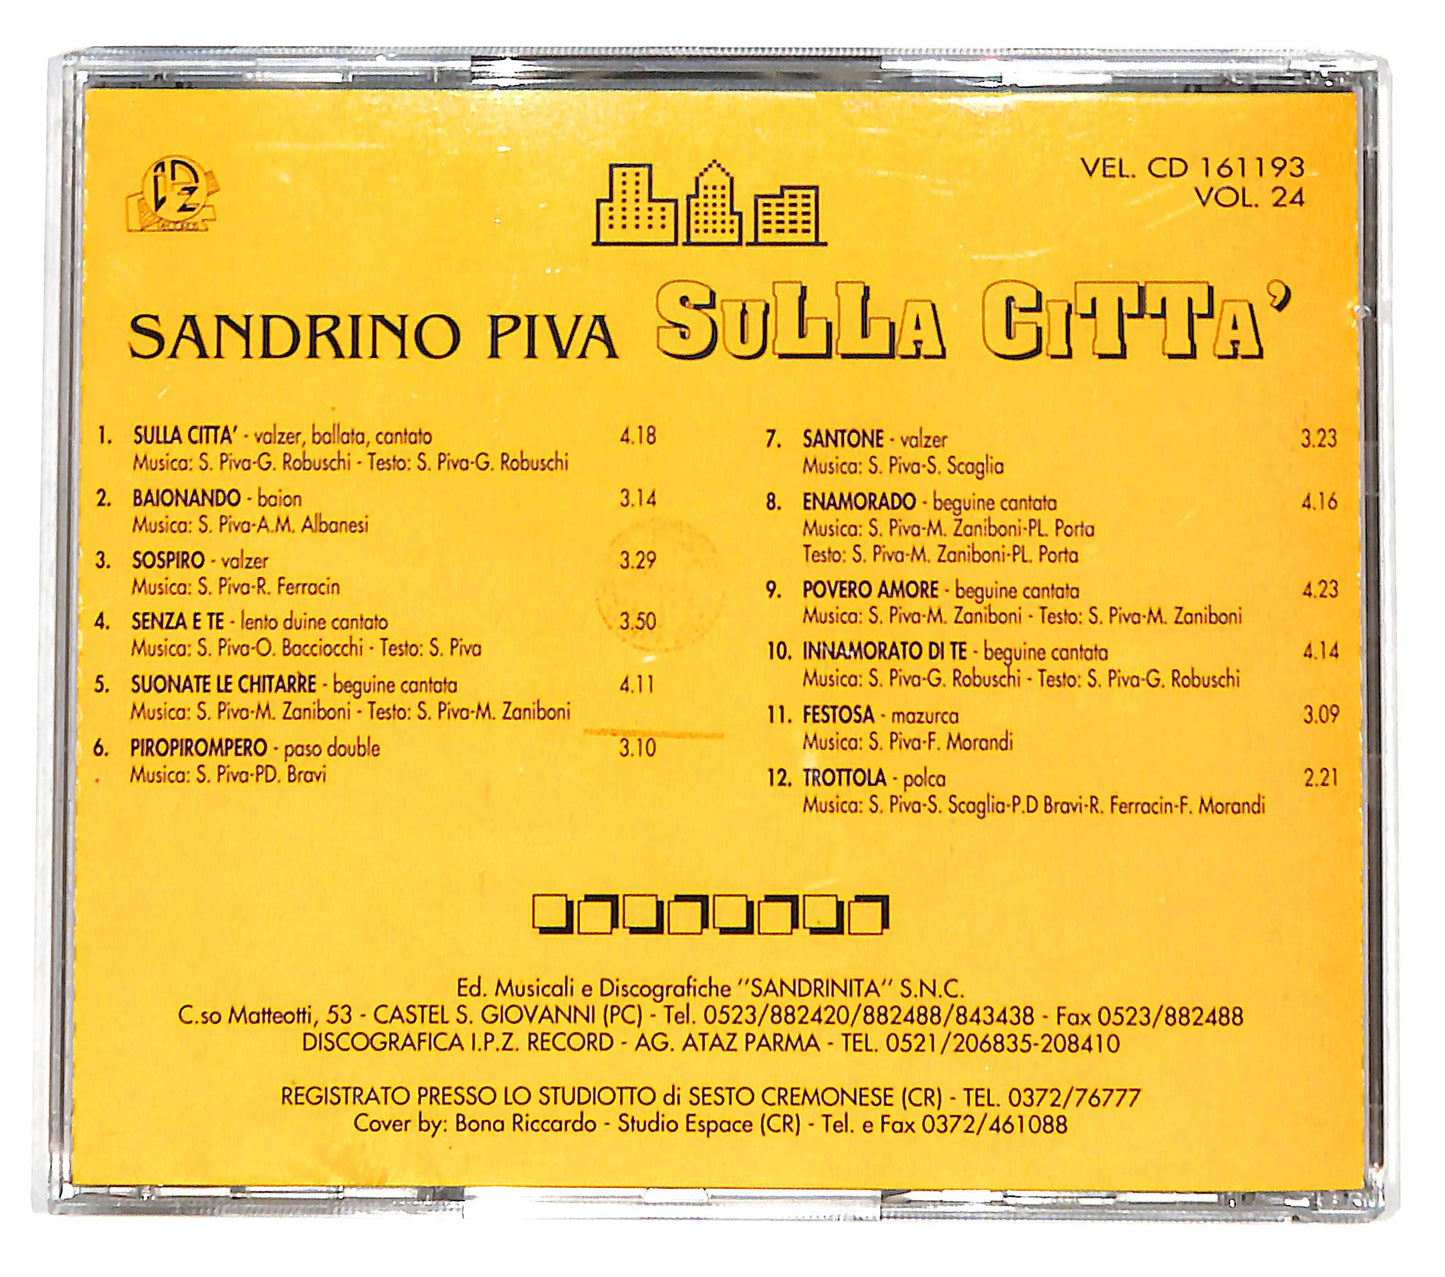 IPZ
RECORDS
VEL. CD 161193
VOL. 24
SANDRINO PIVA SULLA CITTA'
1. SULLA CITTA' - valzer, ballata, cantato 4.18
Musica: S. Piva-G. Robuschi - Testo: S. Piva-G. Robuschi
2. BAIONANDO - baion 3.14
Musica: S. Piva-A.M. Albanesi
3. SOSPIRO - valzer 3.29
Musica: S. Piva-R. Ferracin
4. SENZA E TE - lento duine cantato 3.50
Musica: S. Piva-O. Bacciocchi - Testo: S. Piva
5. SUONATE LE CHITARRE - beguine cantata 4.11
Musica: S. Piva-M. Zaniboni - Testo: S. Piva-M. Zaniboni
6. PIROPIROMPERO - paso double 3.10
Musica: S. Piva-PD. Bravi
7. SANTONE - valzer 3.23
Musica: S. Piva-S. Scaglia
8. ENAMORADO - beguine cantata 4.16
Musica: S. Piva-M. Zaniboni-PL. Porta
Testo: S. Piva-M. Zaniboni-PL. Porta
9. POVERO AMORE - beguine cantata 4.23
Musica: S. Piva-M. Zaniboni - Testo: S. Piva-M. Zaniboni
10. INNAMORATO DI TE - beguine cantata 4.14
Musica: S. Piva-G. Robuschi - Testo: S. Piva-G. Robuschi
11. FESTOSA - mazurca 3.09
Musica: S. Piva-F. Morandi
12. TROTTOLA - polca 2.21
Musica: S. Piva-S. Scaglia-P.D Bravi-R. Ferracin-F. Morandi
Ed. Musicali e Discografiche "SANDRINITA" S.N.C.
C.so Matteotti, 53 - CASTEL S. GIOVANNI (PC) - Tel. 0523/882420/882488/843438 - Fax 0523/882488
DISCOGRAFICA I.P.Z. RECORD - AG. ATAZ PARMA - TEL. 0521/206835-208410
REGISTRATO PRESSO LO STUDIOTTO di SESTO CREMONESE (CR) - TEL. 0372/76777
Cover by: Bona Riccardo - Studio Espace (CR) - Tel. e Fax 0372/461088